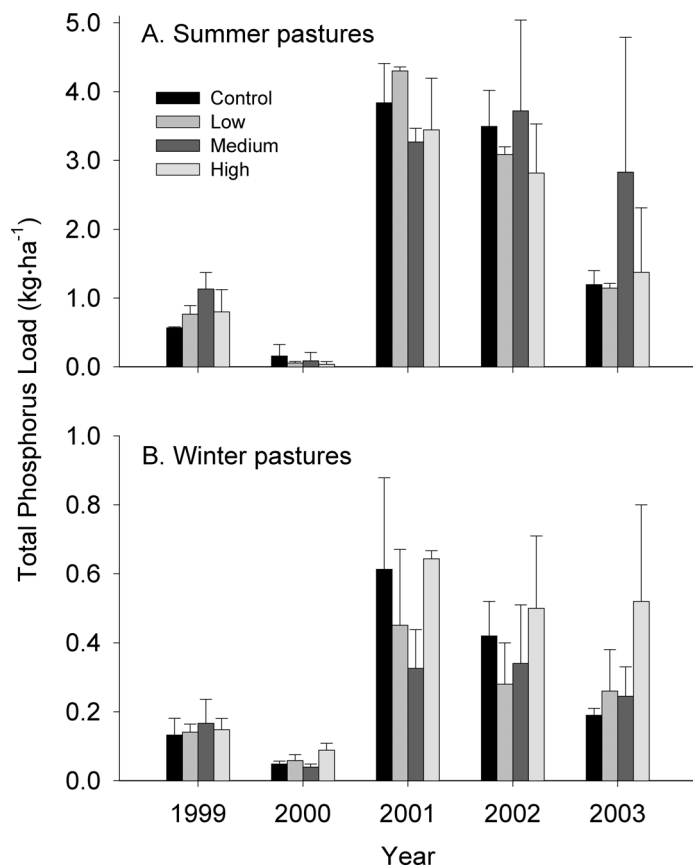 A. Summer pastures
Control
Low
Medium
High
5.0
4.0
3.0
2.0
1.0
0.0
Total Phosphorus Load (kg·ha⁻¹)
B. Winter pastures
1.0
0.8
0.6
0.4
0.2
0.0
1999 2000 2001 2002 2003
Year